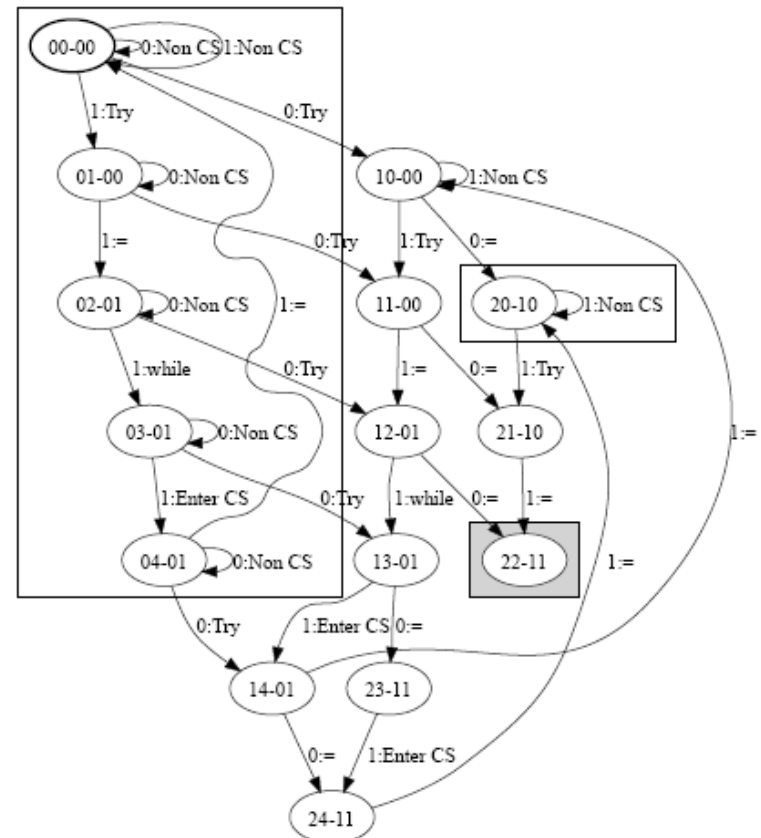 00-00 0:Non CS 1:Non CS
1:Try 0:Try
01-00 0:Non CS 10-00 1:Non CS
1:= 0:Try 1:Try 0:=
02-01 0:Non CS 1:= 11-00 20-10 1:Non CS
1:while 0:Try 1:= 0:= 1:Try
03-01 0:Non CS 12-01 21-10 1:=
1:Enter CS 0:Try 1:while 0:= 1:=
04-01 0:Non CS 13-01 22-11 1:=
0:Try 1:Enter CS 0:=
14-01 23-11
0:= 1:Enter CS
24-11